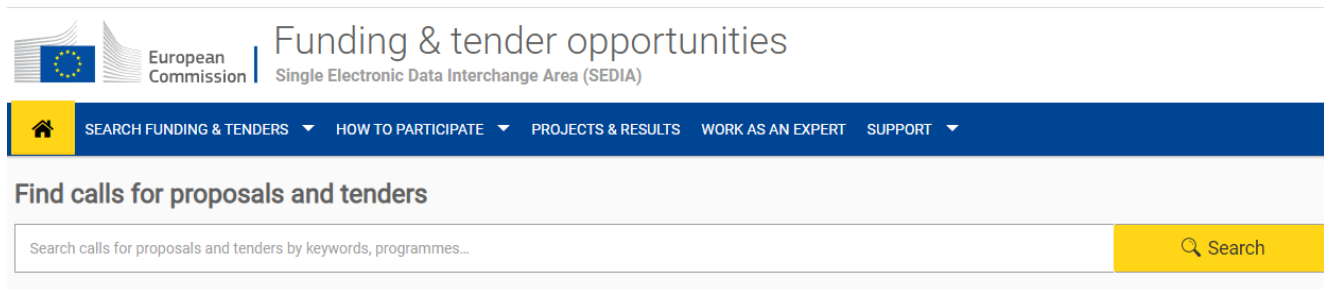 European
Commission
Funding & tender opportunities
Single Electronic Data Interchange Area (SEDIA)
SEARCH FUNDING & TENDERS HOW TO PARTICIPATE PROJECTS & RESULTS WORK AS AN EXPERT SUPPORT
Find calls for proposals and tenders
Search calls for proposals and tenders by keywords, programmes... Search